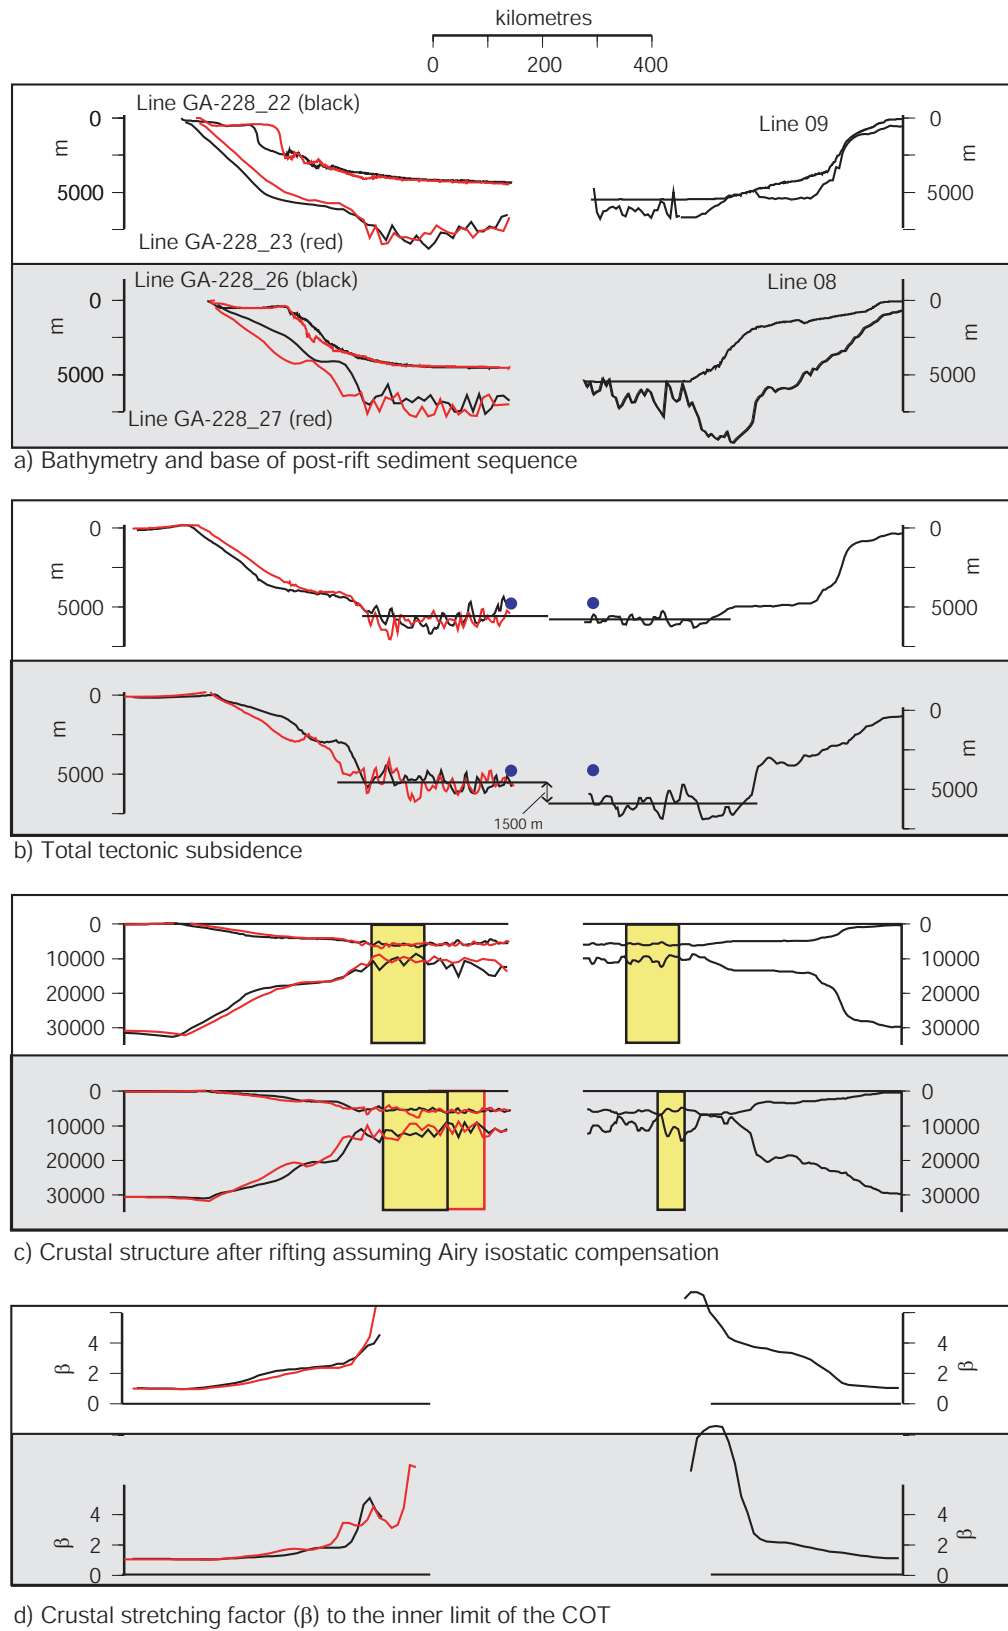 kilometres
0 200 400
Line GA-228_22 (black)
Line 09
0
m
5000
0
m
5000
Line GA-228_23 (red)
Line GA-228_26 (black)
Line 08
0
m
5000
0
m
5000
Line GA-228_27 (red)
a) Bathymetry and base of post-rift sediment sequence
0
m
5000
0
m
5000
0
m
5000
0
m
5000
1500 m
b) Total tectonic subsidence
0
10000
20000
30000
0
10000
20000
30000
0
10000
20000
30000
0
10000
20000
30000
c) Crustal structure after rifting assuming Airy isostatic compensation
4
β 2
0
4
2 β
0
4
β 2
0
4
2 β
0
d) Crustal stretching factor (β) to the inner limit of the COT